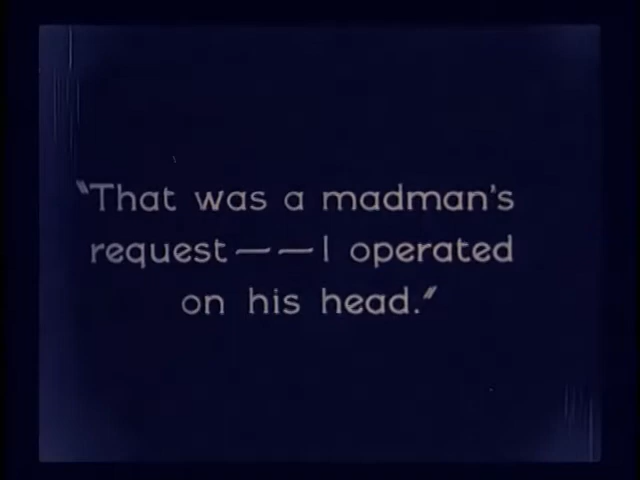 "That was a madman's
request — — I operated
on his head."